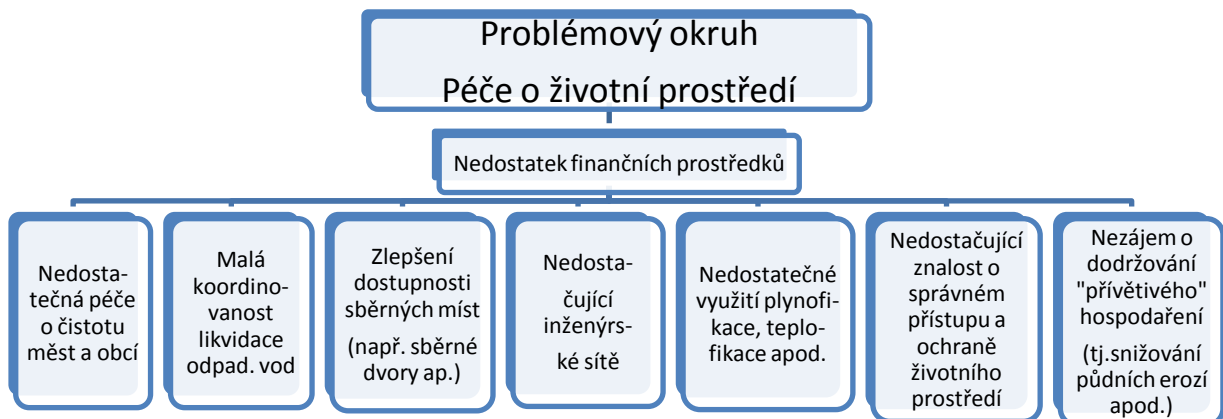 Problémový okruh
Péče o životní prostředí
Nedostatek finančních prostředků
Nedosta-
tečná péče
o čistotu
měst a obcí
Malá
koordino-
vanost
likvidace
odpad. vod
Zlepšení
dostupnosti
sběrných míst
(např. sběrné
dvory ap.)
Nedosta-
čující
inženýrs-
ké sítě
Nedostatečné
využití plynofi-
kace, teplo-
fikace apod.
Nedostačující
znalost o
správném
přístupu a
ochraně
životního
prostředí
Nezájem o
dodržování
"přívětivého"
hospodaření
(tj.snižování
půdních erozí
apod.)